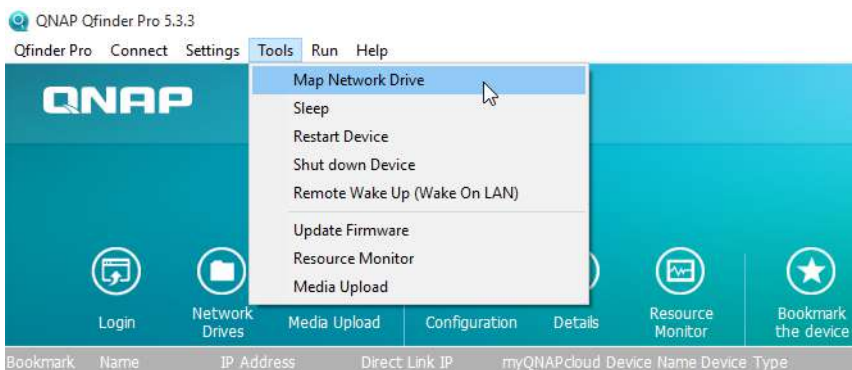 QNAP Qfinder Pro 5.3.3
Qfinder Pro Connect Settings Tools Run Help
QNAP
Map Network Drive
Sleep
Restart Device
Shut down Device
Remote Wake Up (Wake On LAN)
Update Firmware
Resource Monitor
Media Upload
Login
Network
Drives
Media Upload
Configuration
Details
Resource
Monitor
Bookmark
the device
Bookmark Name IP Address Direct Link IP myQNAPcloud Device Name Device Type